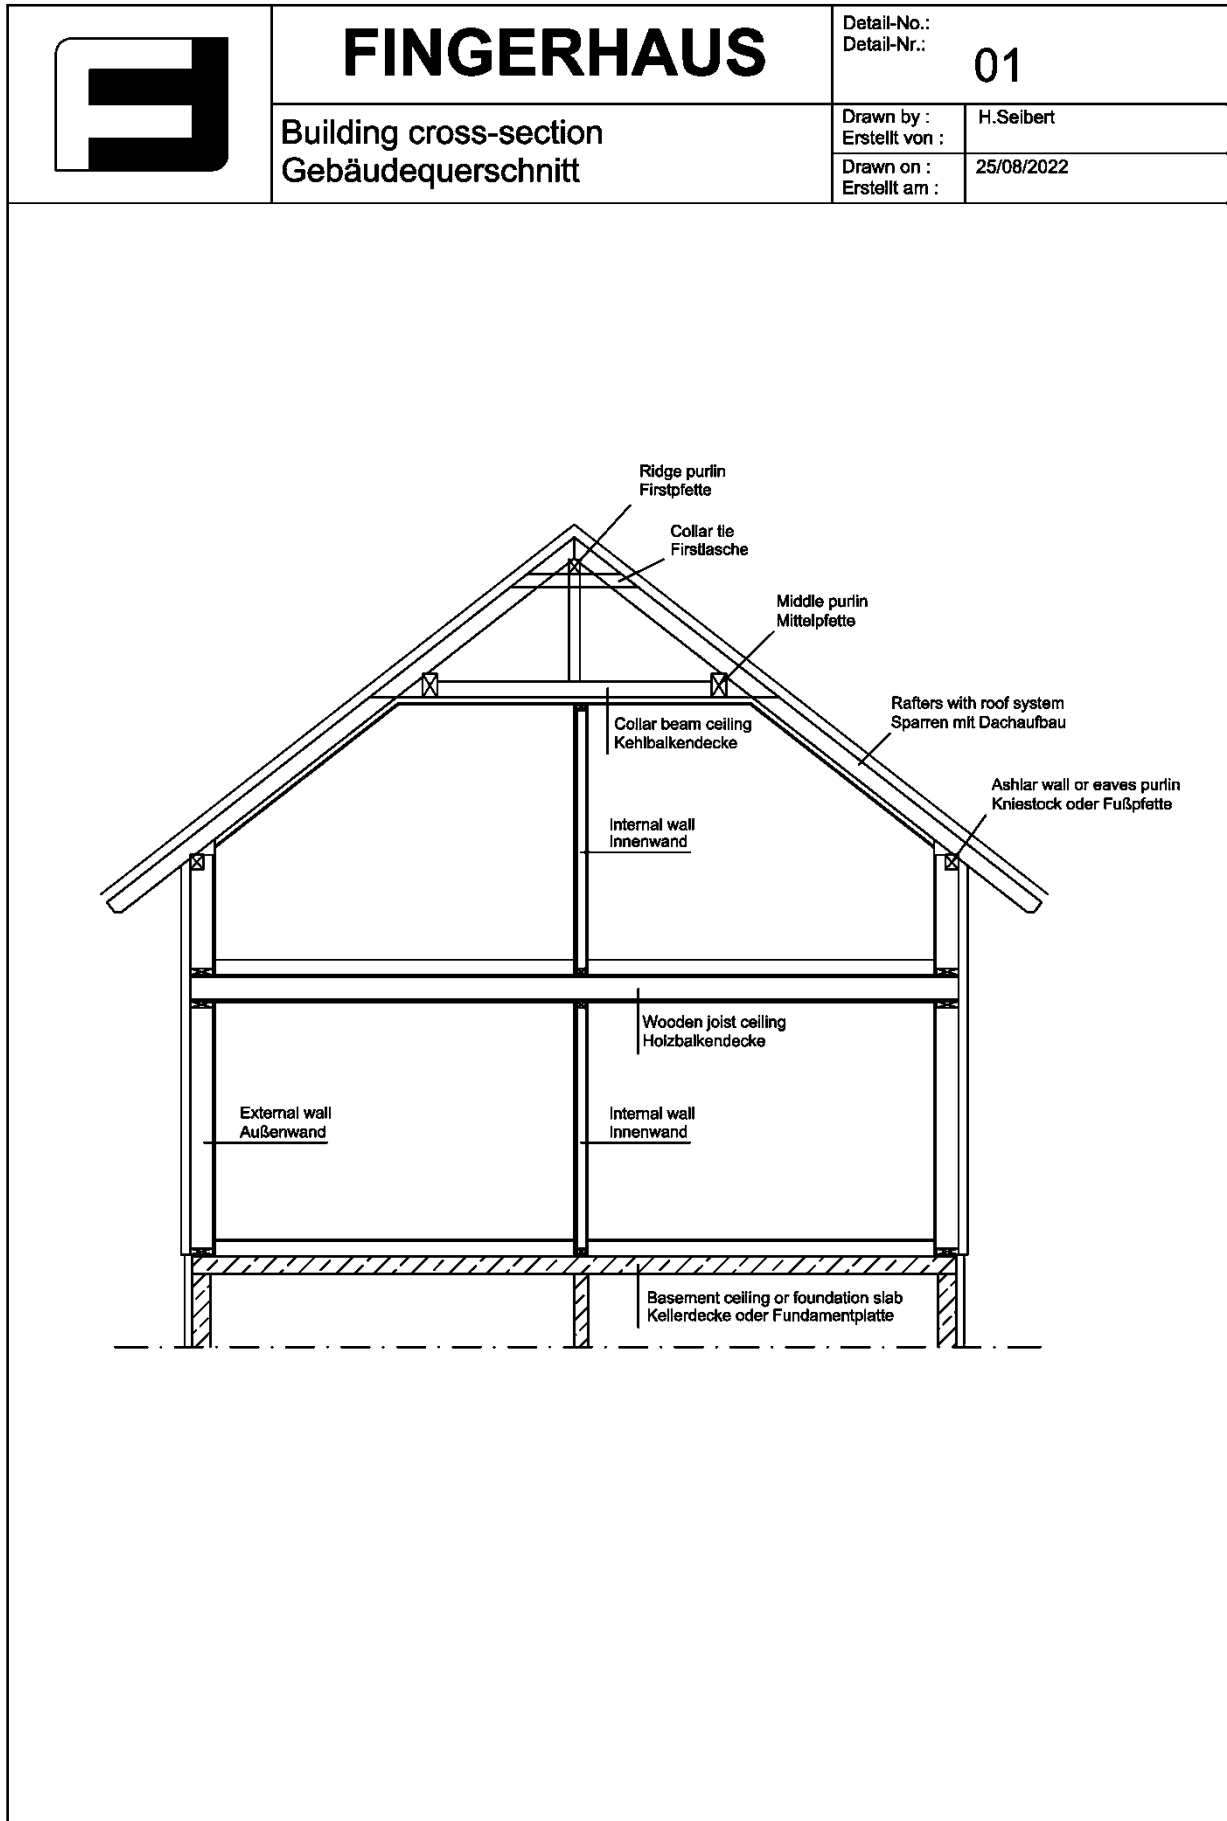 FINGERHAUS
Detail-No.:
Detail-Nr.:
01
Building cross-section
Gebäudequerschnitt
Drawn by :
Erstellt von :
H.Seibert
Drawn on :
Erstellt am :
25/08/2022
Ridge purlin
Firstpfette
Collar tie
Firstlasche
Middle purlin
Mittelpfette
Rafters with roof system
Sparren mit Dachaufbau
Collar beam ceiling
Kehlbalkendecke
Ashlar wall or eaves purlin
Kniestock oder Fußpfette
Internal wall
Innenwand
Wooden joist ceiling
Holzbalkendecke
External wall
Außenwand
Internal wall
Innenwand
Basement ceiling or foundation slab
Kellerdecke oder Fundamentplatte